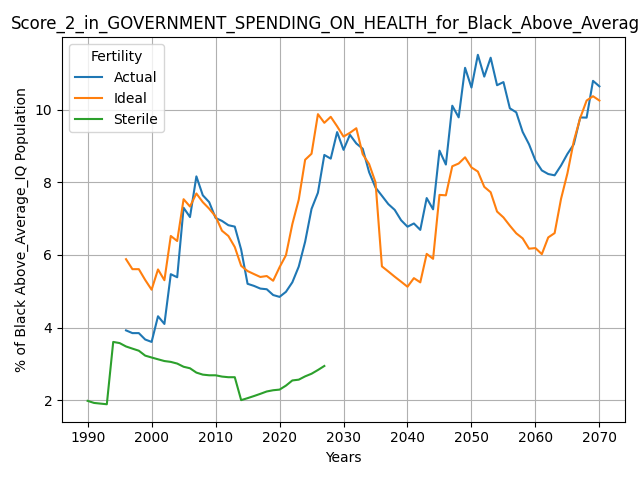 Score_2_in_GOVERNMENT_SPENDING_ON_HEALTH_for_Black_Above_Averag
Fertility
Actual
Ideal
Sterile
% of Black Above_Average_IQ Population
10
8
6
4
2
1990 2000 2010 2020 2030 2040 2050 2060 2070
Years